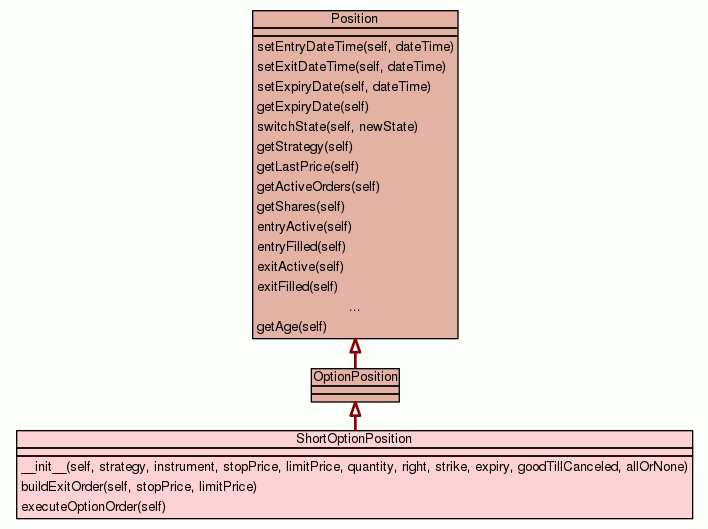 Position
setEntryDateTime(self, dateTime)
setExitDateTime(self, dateTime)
setExpiryDate(self, dateTime)
getExpiryDate(self)
switchState(self, newState)
getStrategy(self)
getLastPrice(self)
getActiveOrders(self)
getShares(self)
entryActive(self)
entryFilled(self)
exitActive(self)
exitFilled(self)
...
getAge(self)
OptionPosition
ShortOptionPosition
__init__(self, strategy, instrument, stopPrice, limitPrice, quantity, right, strike, expiry, goodTillCanceled, allOrNone)
buildExitOrder(self, stopPrice, limitPrice)
executeOptionOrder(self)